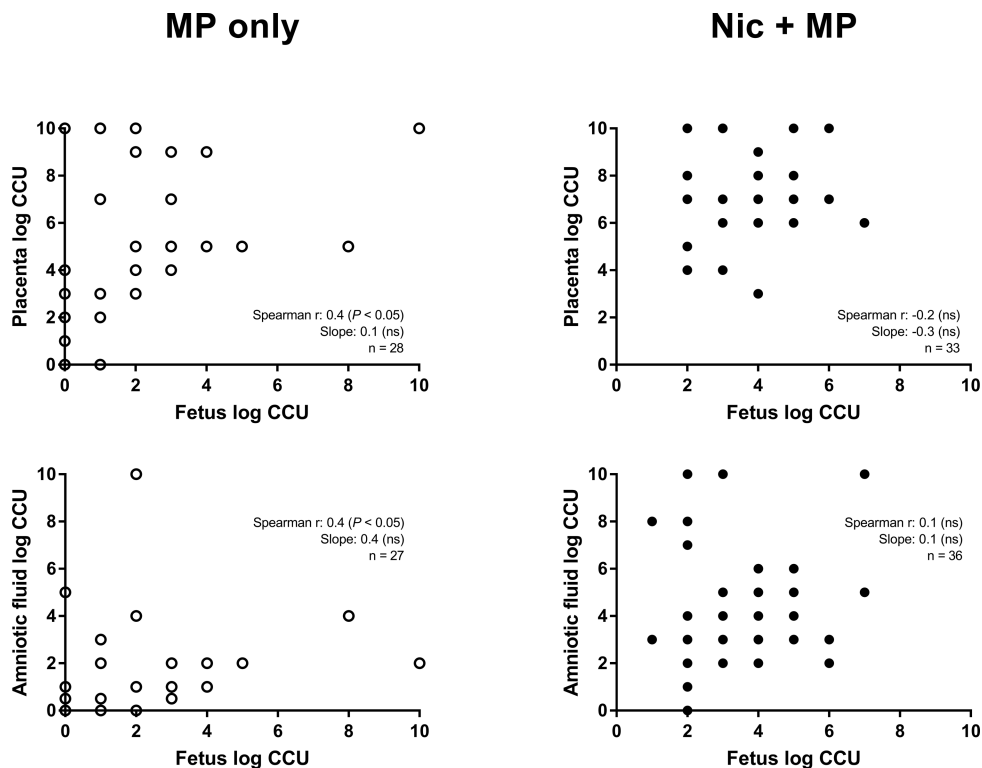 MP only
Nic + MP
Placenta log CCU
10
8
6
4
2
0
Spearman r: 0.4 (P < 0.05)
Slope: 0.1 (ns)
n = 28
0 2 4 6 8 10
Fetus log CCU
Placenta log CCU
10
8
6
4
2
0
Spearman r: -0.2 (ns)
Slope: -0.3 (ns)
n = 33
0 2 4 6 8 10
Fetus log CCU
Amniotic fluid log CCU
10
8
6
4
2
0
Spearman r: 0.4 (P < 0.05)
Slope: 0.4 (ns)
n = 27
0 2 4 6 8 10
Fetus log CCU
Amniotic fluid log CCU
10
8
6
4
2
0
Spearman r: 0.1 (ns)
Slope: 0.1 (ns)
n = 36
0 2 4 6 8 10
Fetus log CCU